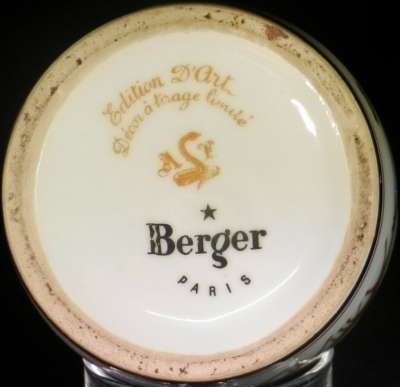 Edition D'Art
Décor à tirage limité
A P
Berger
PARIS